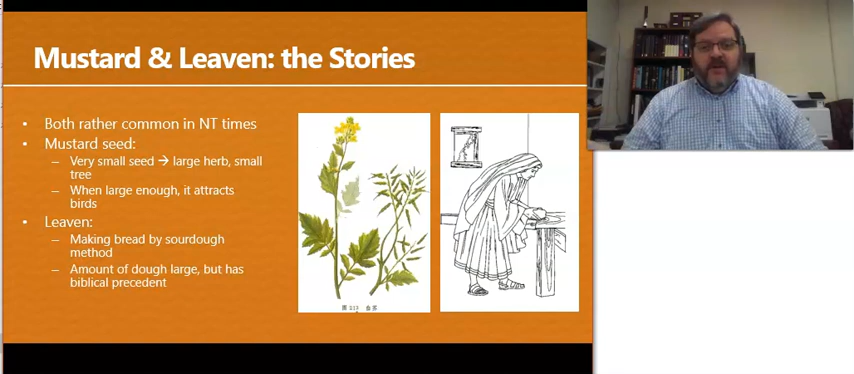 Mustard & Leaven: the Stories
• Both rather common in NT times
• Mustard seed:
– Very small seed → large herb, small
tree
– When large enough, it attracts
birds
• Leaven:
– Making bread by sourdough
method
– Amount of dough large, but has
biblical precedent